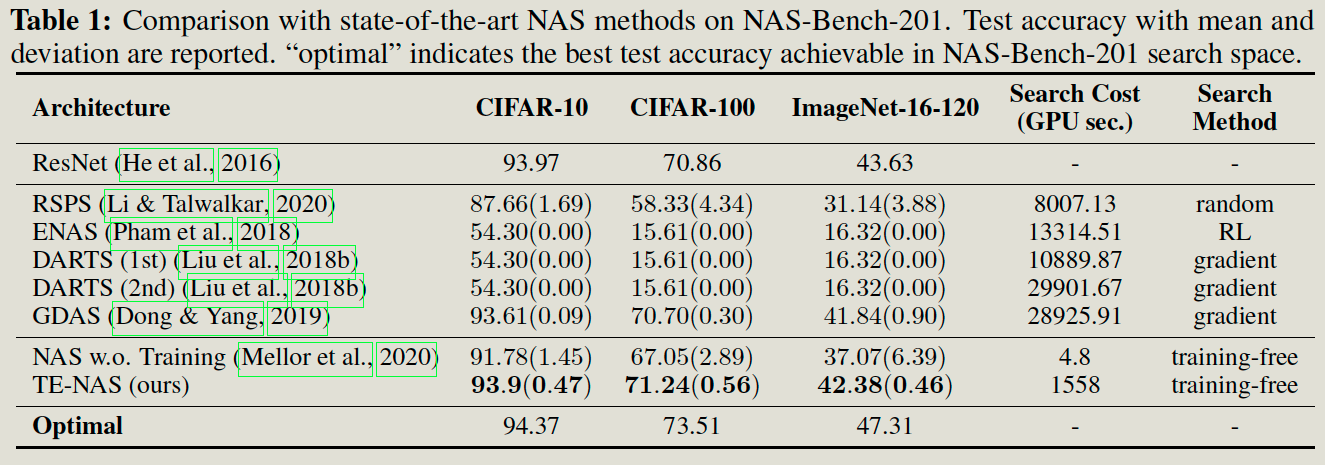 Table 1: Comparison with state-of-the-art NAS methods on NAS-Bench-201. Test accuracy with mean and
deviation are reported. “optimal” indicates the best test accuracy achievable in NAS-Bench-201 search space.
Architecture CIFAR-10 CIFAR-100 ImageNet-16-120 Search Cost (GPU sec.) Search Method
ResNet (He et al., 2016) 93.97 70.86 43.63 - -
RSPS (Li & Talwalkar, 2020) 87.66(1.69) 58.33(4.34) 31.14(3.88) 8007.13 random
ENAS (Pham et al., 2018) 54.30(0.00) 15.61(0.00) 16.32(0.00) 13314.51 RL
DARTS (1st) (Liu et al., 2018b) 54.30(0.00) 15.61(0.00) 16.32(0.00) 10889.87 gradient
DARTS (2nd) (Liu et al., 2018b) 54.30(0.00) 15.61(0.00) 16.32(0.00) 29901.67 gradient
GDAS (Dong & Yang, 2019) 93.61(0.09) 70.70(0.30) 41.84(0.90) 28925.91 gradient
NAS w.o. Training (Mellor et al., 2020) 91.78(1.45) 67.05(2.89) 37.07(6.39) 4.8 training-free
TE-NAS (ours) 93.9(0.47) 71.24(0.56) 42.38(0.46) 1558 training-free
Optimal 94.37 73.51 47.31 - -